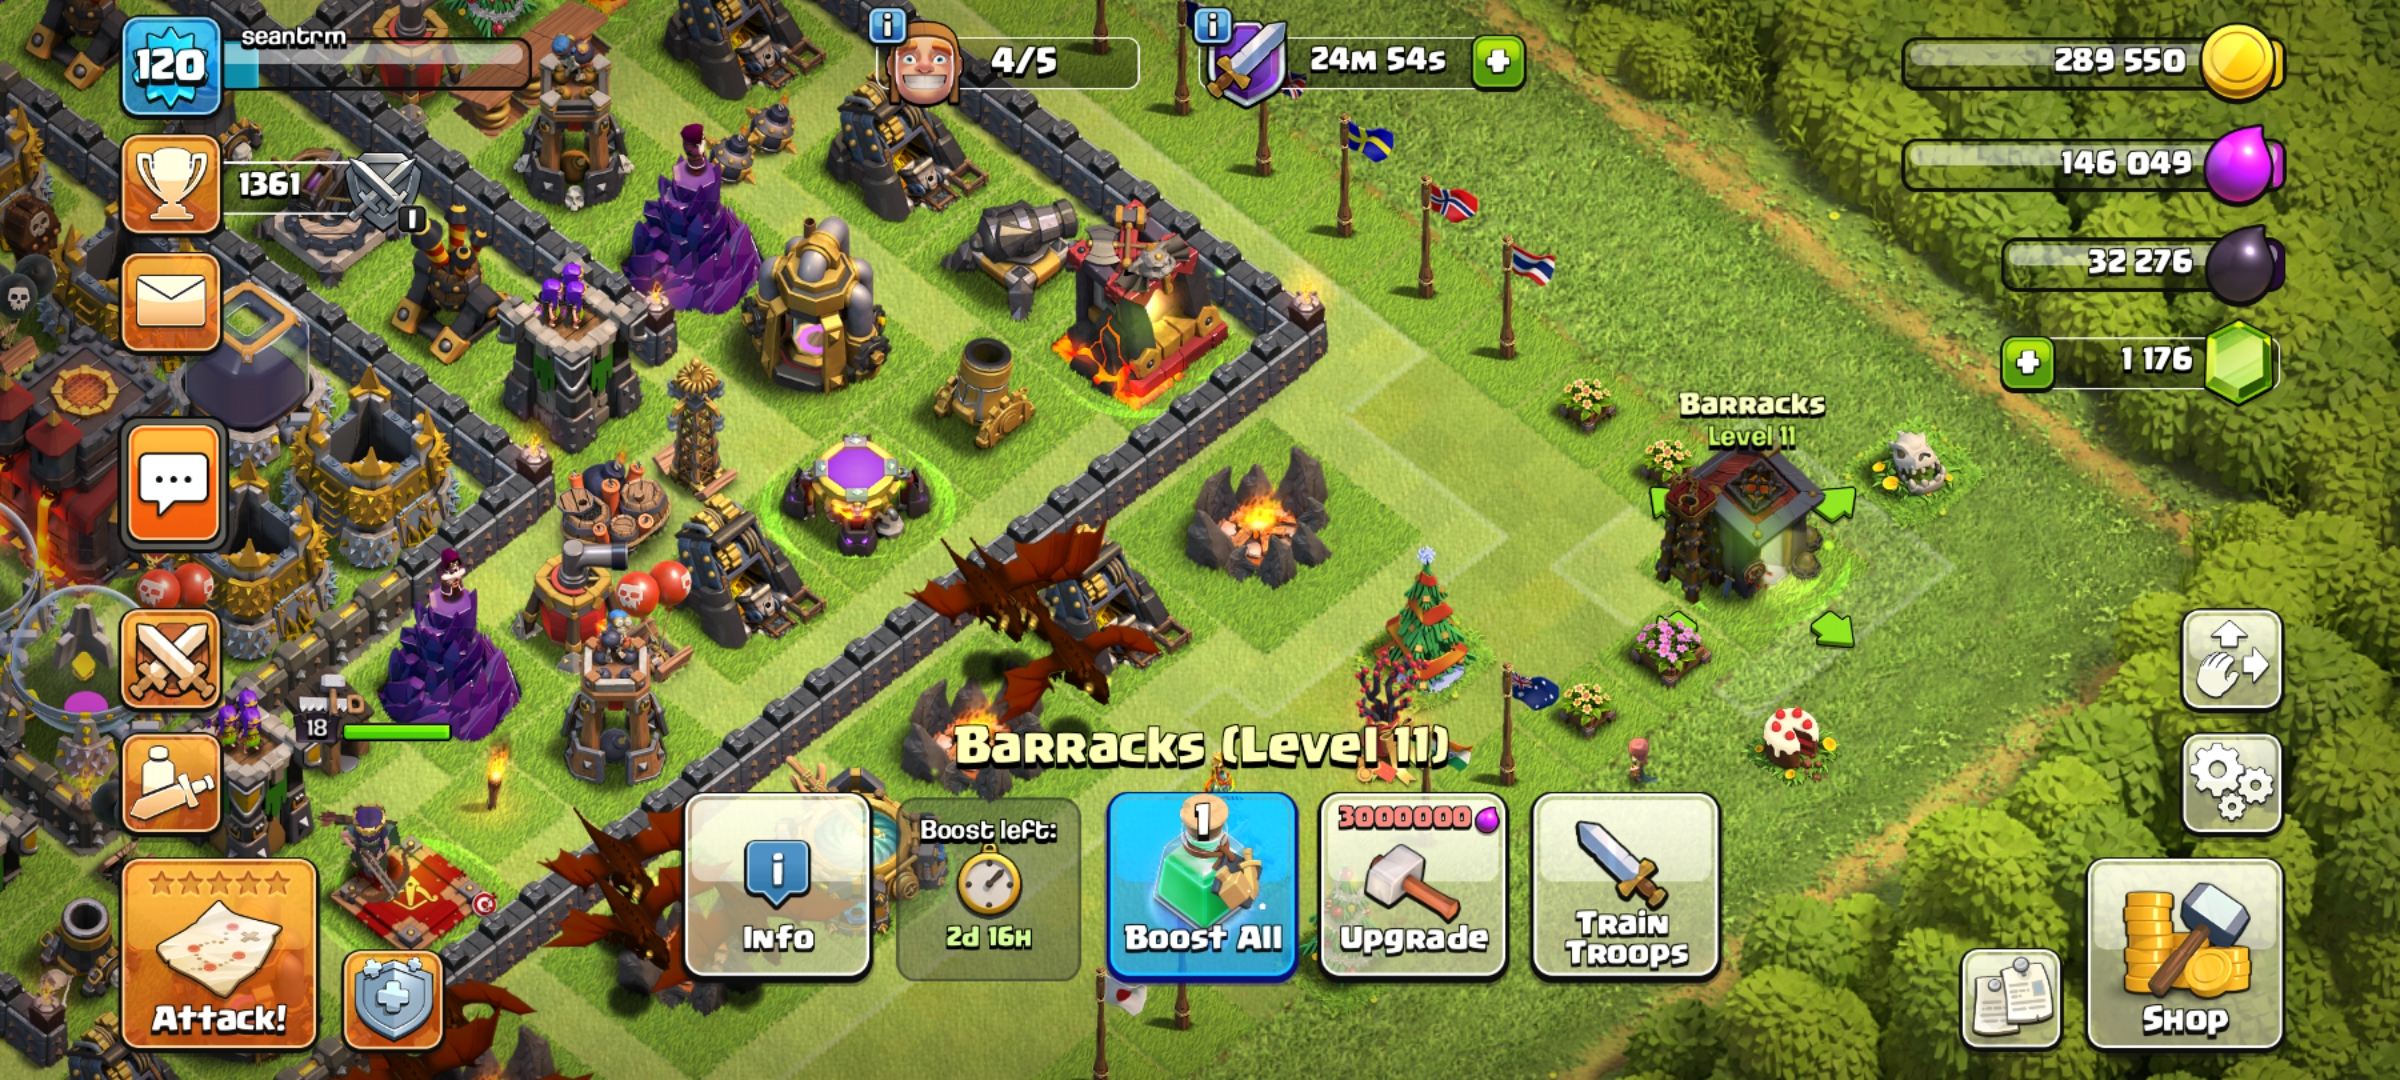 120
seantrm
4/5
24m 54s
289 550
1361
I
146 049
32 276
1 176
Barracks
Level 11
18
Barracks (Level 11)
Info
Boost left:
2d 16H
1
Boost All
3000000
Upgrade
Train
Troops
Attack!
Shop